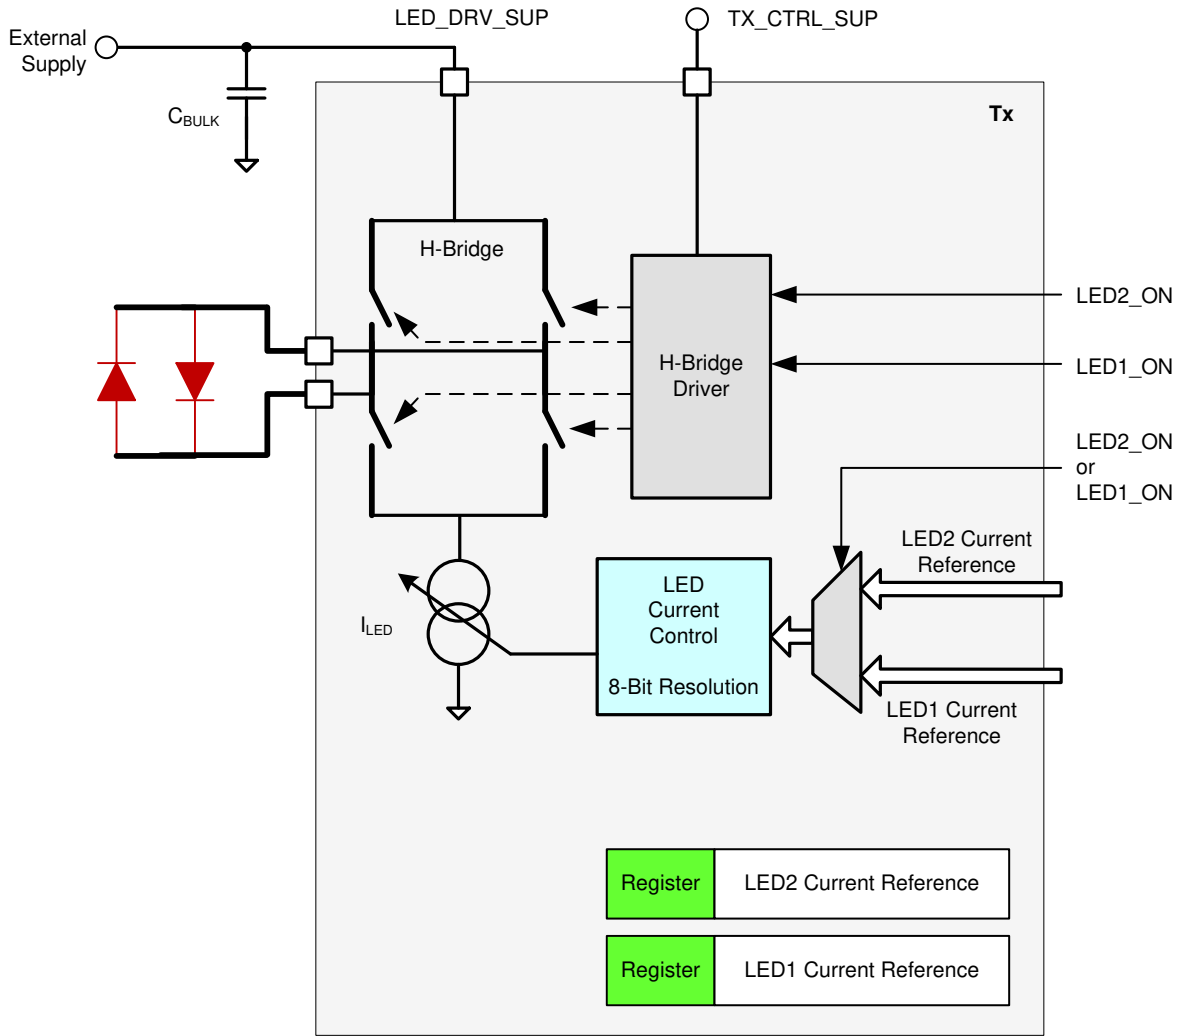 LED_DRV_SUP
TX_CTRL_SUP
External
Supply
CBULK
Tx
H-Bridge
LED2_ON
H-Bridge
Driver
LED1_ON
LED2_ON
or
LED1_ON
LED2 Current
Reference
LED
Current
Control
8-Bit Resolution
ILED
LED1 Current
Reference
Register
LED2 Current Reference
Register
LED1 Current Reference